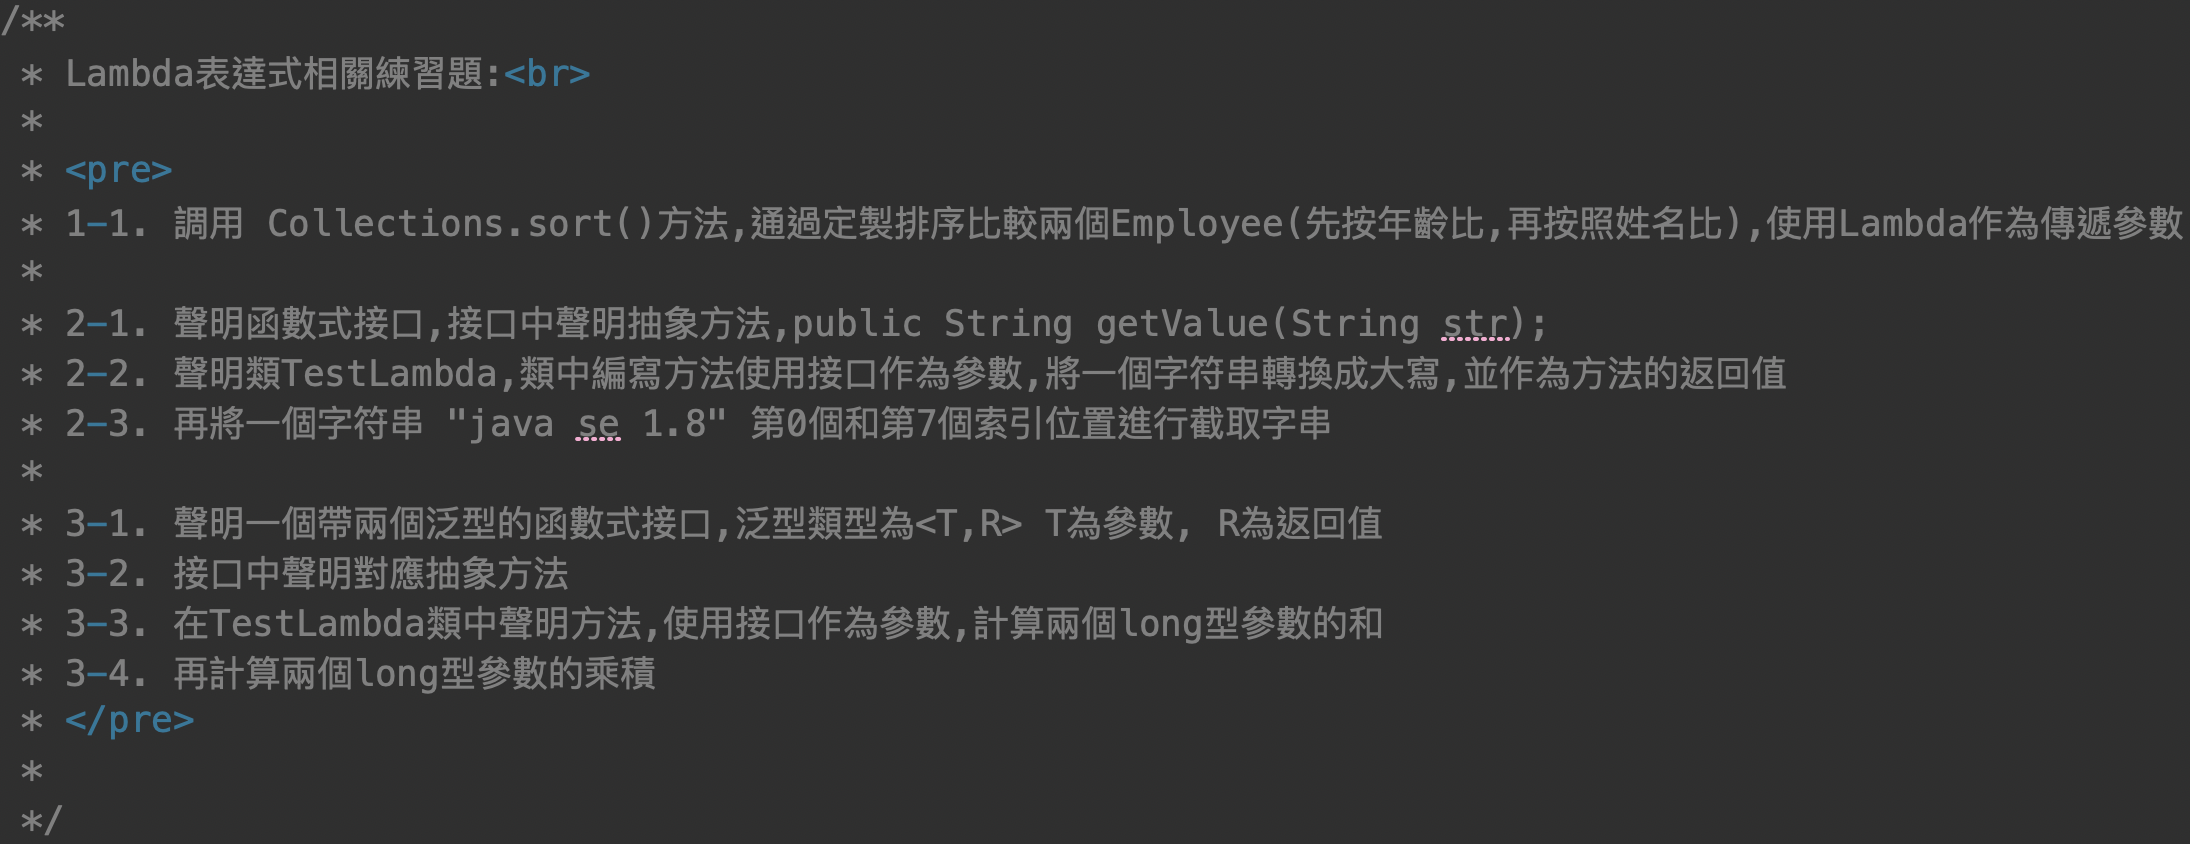 /**
 * Lambda表達式相關練習題:<br>
 *
 * <pre>
 * 1-1. 調用 Collections.sort()方法,通過定製排序比較兩個Employee(先按年齡比,再按照姓名比),使用Lambda作為傳遞參數
 *
 * 2-1. 聲明函數式接口,接口中聲明抽象方法,public String getValue(String str);
 * 2-2. 聲明類TestLambda,類中編寫方法使用接口作為參數,將一個字符串轉換成大寫,並作為方法的返回值
 * 2-3. 再將一個字符串 "java se 1.8" 第0個和第7個索引位置進行截取字串
 *
 * 3-1. 聲明一個帶兩個泛型的函數式接口,泛型類型為<T,R> T為參數, R為返回值
 * 3-2. 接口中聲明對應抽象方法
 * 3-3. 在TestLambda類中聲明方法,使用接口作為參數,計算兩個long型參數的和
 * 3-4. 再計算兩個long型參數的乘積
 * </pre>
 *
 */